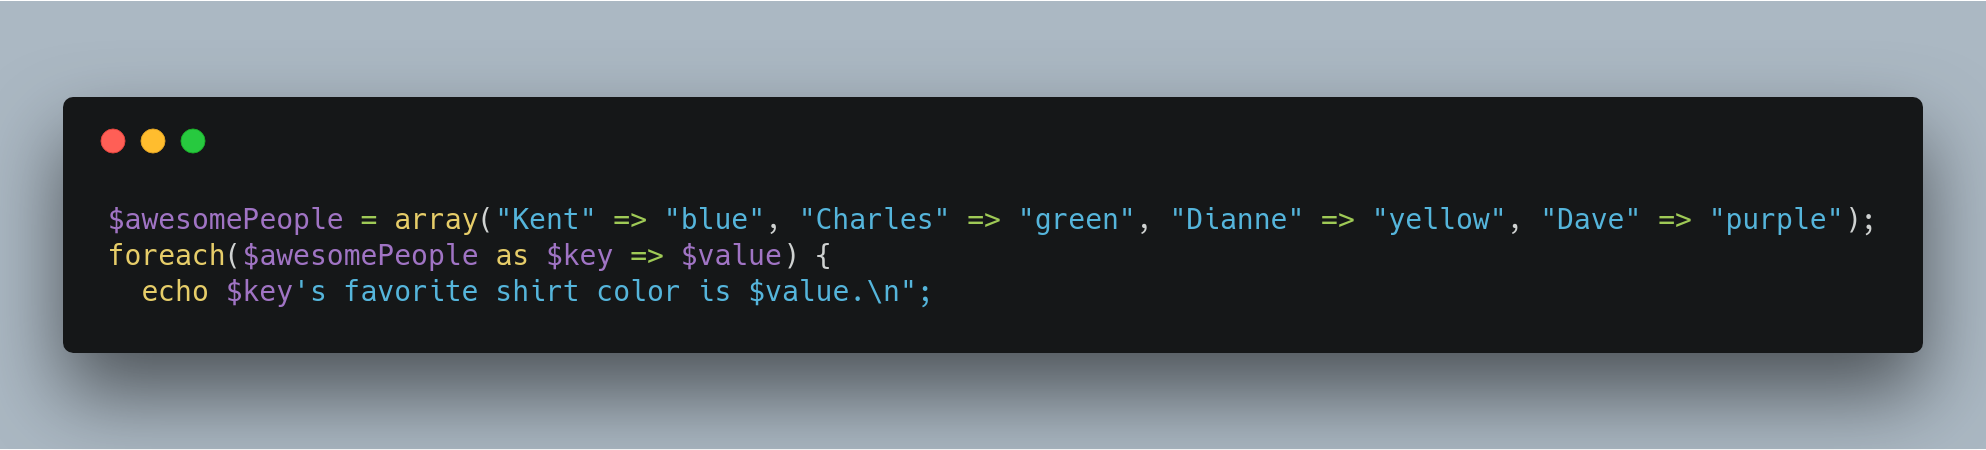 $awesomePeople = array("Kent" => "blue", "Charles" => "green", "Dianne" => "yellow", "Dave" => "purple");
foreach($awesomePeople as $key => $value) {
  echo $key's favorite shirt color is $value.\n";